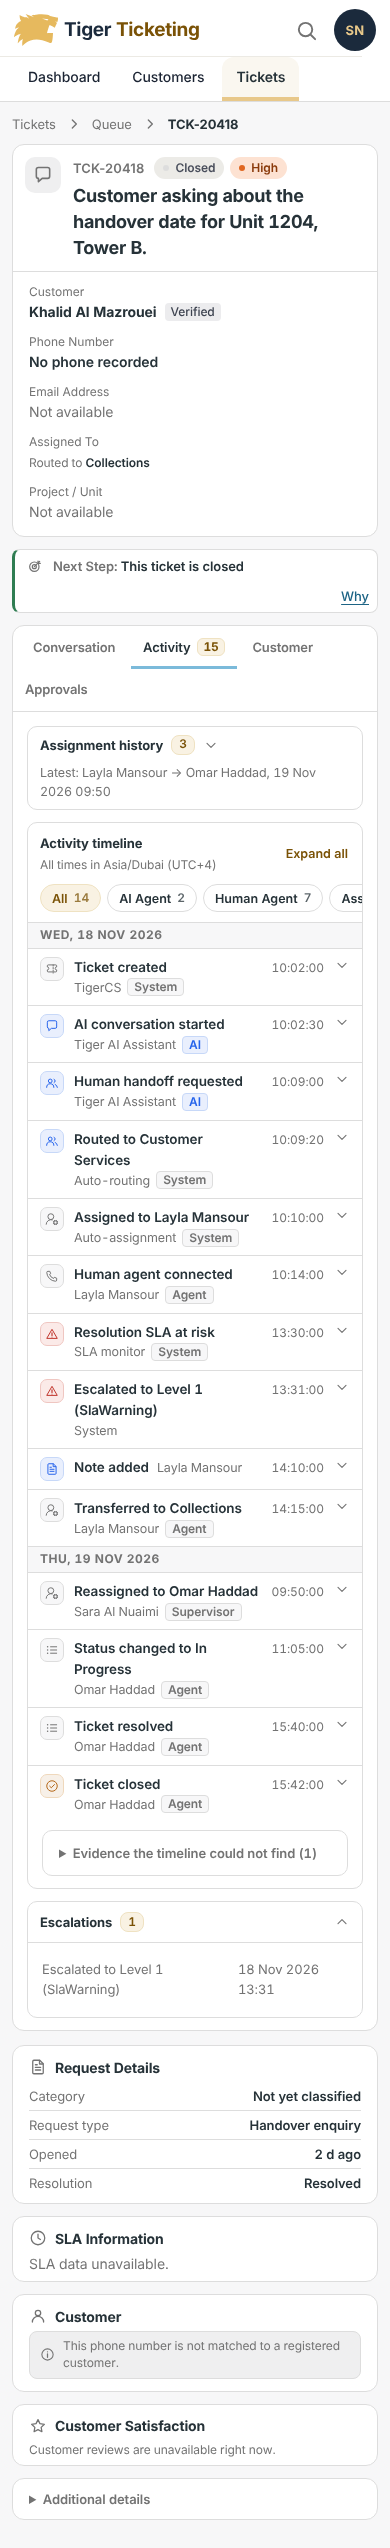 Tiger Ticketing
SN
Dashboard
Customers
Tickets
Tickets
Queue
TCK-20418
TCK-20418
Closed
High
Customer asking about the
handover date for Unit 1204,
Tower B.
Customer
Khalid Al Mazrouei Verified
Phone Number
No phone recorded
Email Address
Not available
Assigned To
Routed to Collections
Project / Unit
Not available
Next Step: This ticket is closed
Why
Conversation
Activity 15
Customer
Approvals
Assignment history 3
Latest: Layla Mansour → Omar Haddad, 19 Nov
2026 09:50
Activity timeline
All times in Asia/Dubai (UTC+4)
Expand all
All 14
AI Agent 2
Human Agent 7
Ass
WED, 18 NOV 2026
Ticket created 10:02:00
TigerCS System
AI conversation started 10:02:30
Tiger AI Assistant AI
Human handoff requested 10:09:00
Tiger AI Assistant AI
Routed to Customer 10:09:20
Services
Auto-routing System
Assigned to Layla Mansour 10:10:00
Auto-assignment System
Human agent connected 10:14:00
Layla Mansour Agent
Resolution SLA at risk 13:30:00
SLA monitor System
Escalated to Level 1 13:31:00
(SlaWarning)
System
Note added Layla Mansour 14:10:00
Transferred to Collections 14:15:00
Layla Mansour Agent
THU, 19 NOV 2026
Reassigned to Omar Haddad 09:50:00
Sara Al Nuaimi Supervisor
Status changed to In 11:05:00
Progress
Omar Haddad Agent
Ticket resolved 15:40:00
Omar Haddad Agent
Ticket closed 15:42:00
Omar Haddad Agent
Evidence the timeline could not find (1)
Escalations 1
Escalated to Level 1 18 Nov 2026
(SlaWarning) 13:31
Request Details
Category Not yet classified
Request type Handover enquiry
Opened 2 d ago
Resolution Resolved
SLA Information
SLA data unavailable.
Customer
This phone number is not matched to a registered
customer.
Customer Satisfaction
Customer reviews are unavailable right now.
Additional details